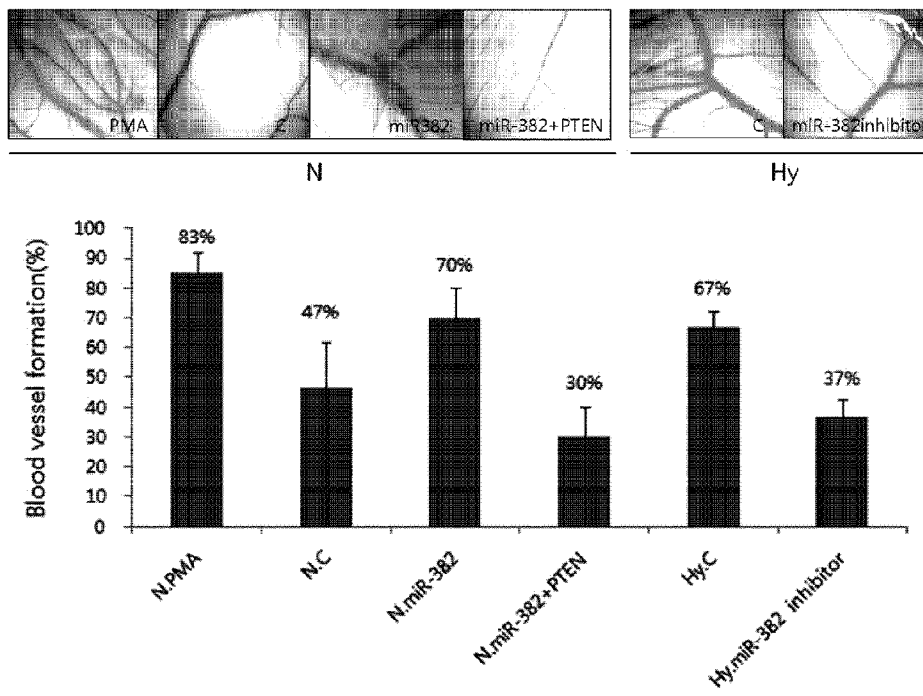 PMA
C
miR382
miR-382+PTEN
C
miR-382inhibitor
N
Hy
Blood vessel formation(%)
100
90
80
70
60
50
40
30
20
10
0
83%
47%
70%
30%
67%
37%
N.PMA
N.C
N.miR-382
N.miR-382+PTEN
Hy.C
Hy.miR-382 inhibitor